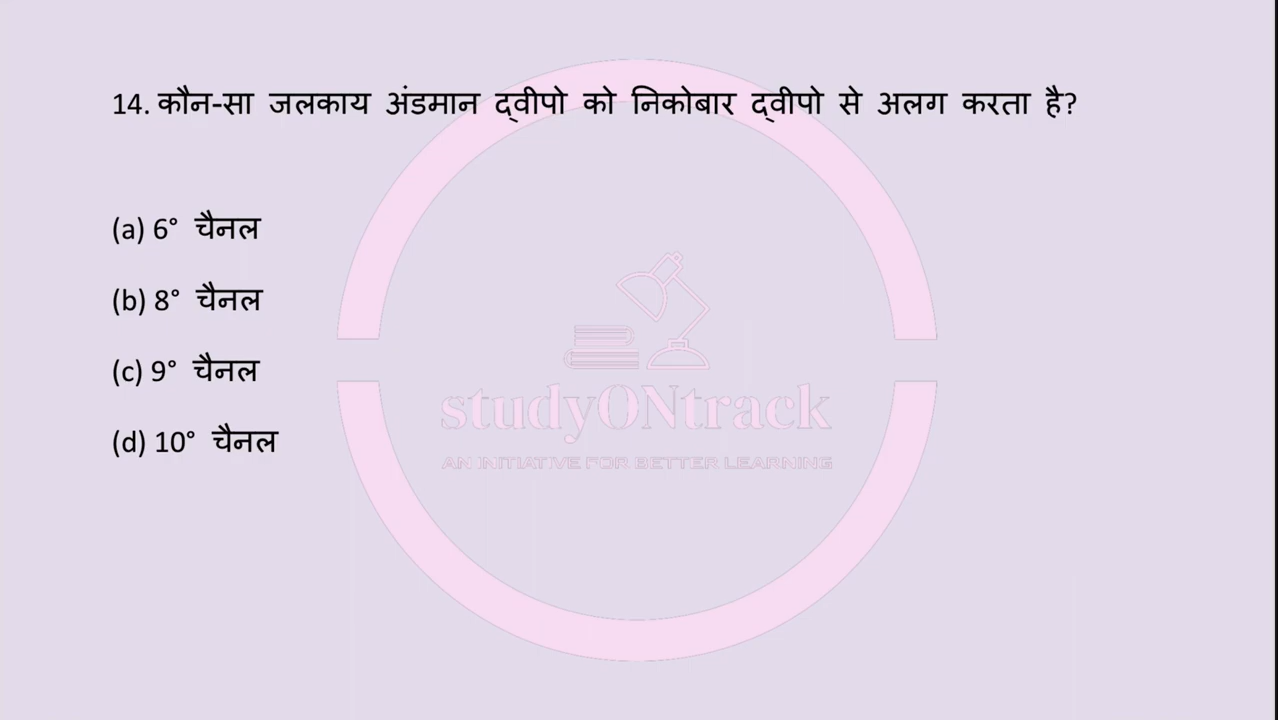 14. कौन-सा जलकाय अंडमान द्वीपो को निकोबार द्वीपो से अलग करता है?
(a) 6° चैनल
(b) 8° चैनल
(c) 9° चैनल
(d) 10° चैनल
studyONtrack
AN INITIATIVE FOR BETTER LEARNING